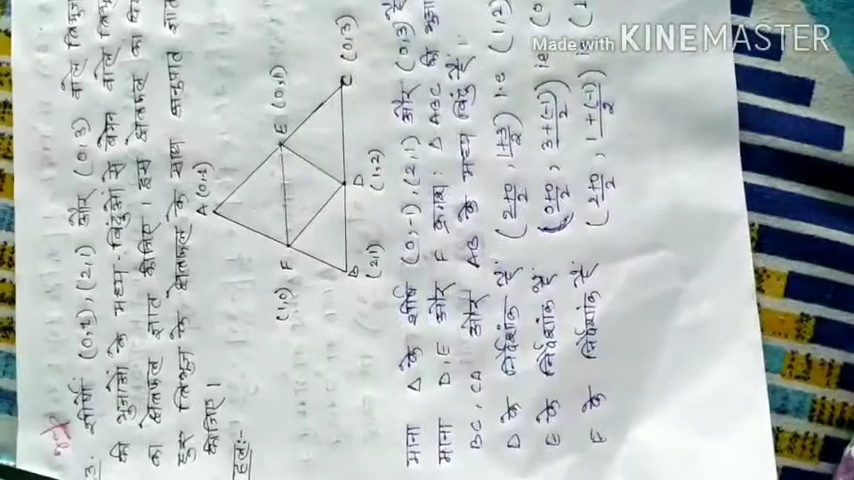 3. शीर्षों (0,-1), (2,1) और (0,3) वाले त्रिभुज
की भुजाओं के मध्य-बिंदुओं से बनने वाले त्रिभु
का क्षेत्रफल ज्ञात कीजिए। इस क्षेत्रफल का दिए
हुए त्रिभुज के क्षेत्रफल के साथ अनुपात ज्ञात
कीजिए।
हल:-
A (0,-1)
(1,0) F
E (0,1)
B
(2,1)
D
(1,2)
C (0,3)
माना Δ के शीर्ष (0,-1), (2,1) और (0,3) हैं
माना D, E और F क्रमशः Δ ABC की भुजा
BC, CA और AB के मध्य बिंदु हैं।
D के निर्देशांक हैं (2+0/2, 1+3/2) i.e (1,2)
E के निर्देशांक हैं (0+0/2, 3+(-1)/2) i.e (0
F के निर्देशांक हैं (2+0/2, 1+(-1)/2) i (1
Made with KINEMASTER